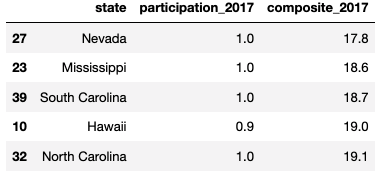 state participation_2017 composite_2017
27 Nevada 1.0 17.8
23 Mississippi 1.0 18.6
39 South Carolina 1.0 18.7
10 Hawaii 0.9 19.0
32 North Carolina 1.0 19.1